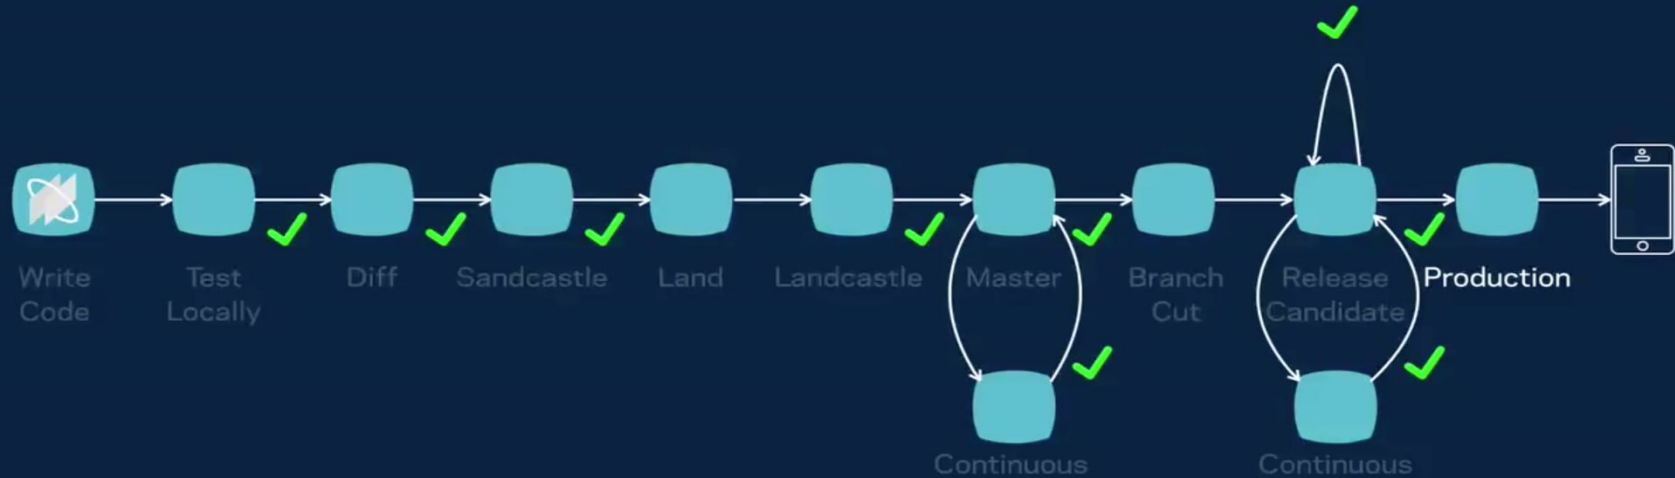 Write
Code
Test
Locally
Diff
Sandcastle
Land
Landcastle
Master
Branch
Cut
Release
Candidate
Production
Continuous
Continuous